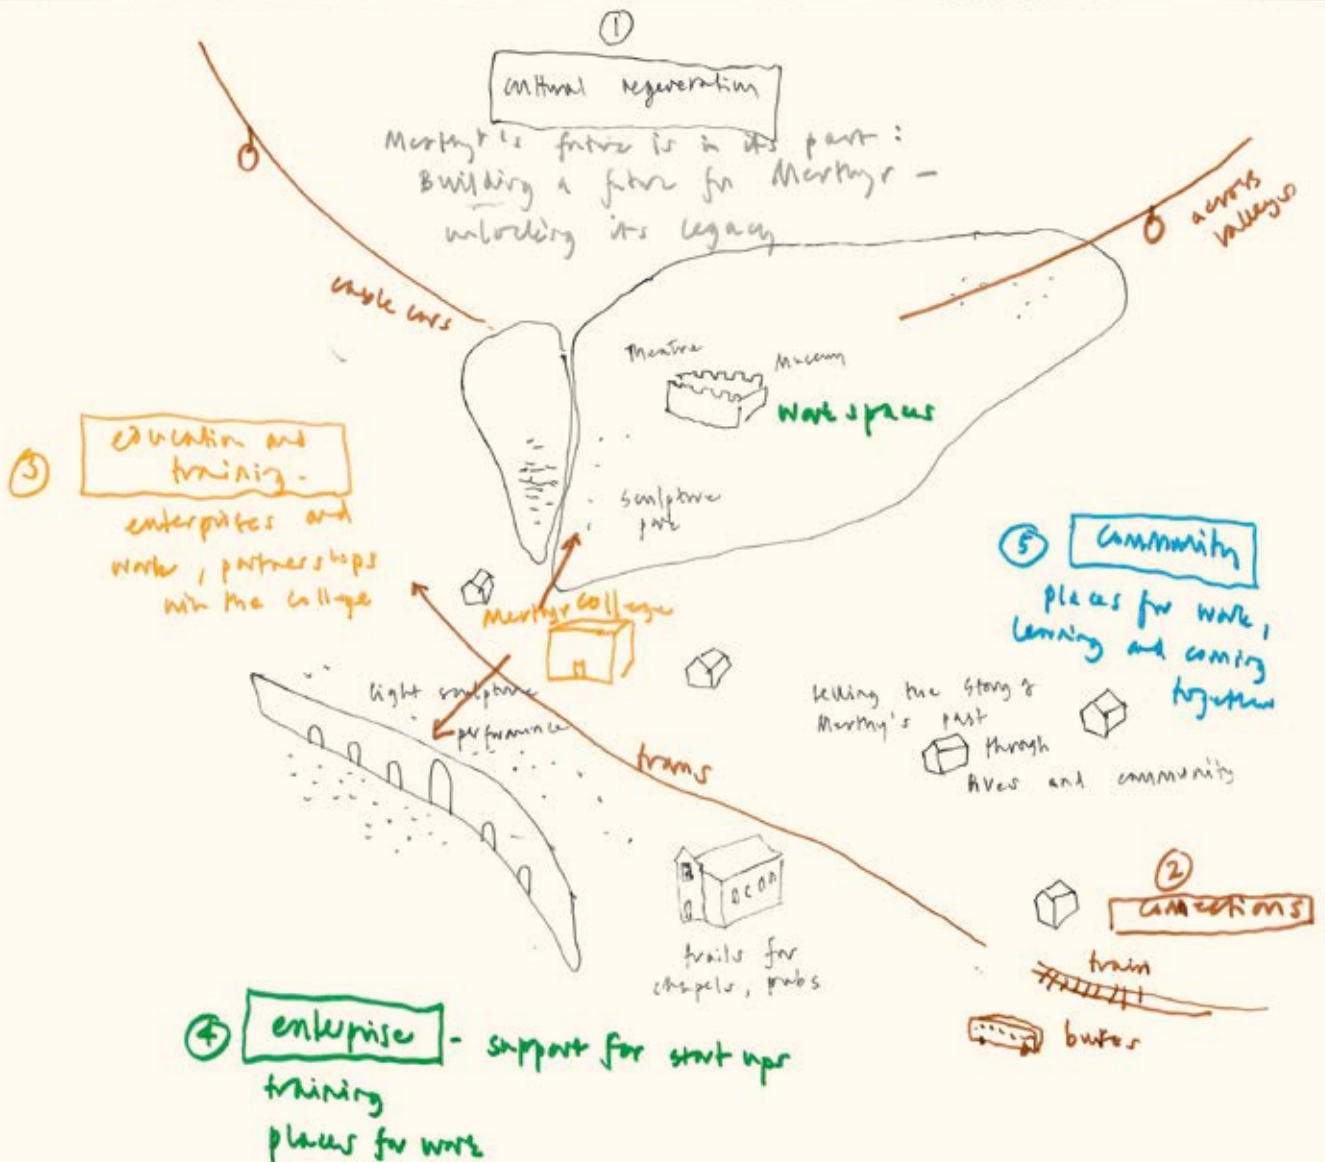 1
cultural regeneration
Merthyr's future is in its past :
Building a future for Merthyr -
unlocking its legacy
across
valleys
cable cars
theatre
museum
work spaces
sculpture
park
3
education and
training.
enterprises and
work, partnerships
with the college
5
community
places for work,
learning and coming
together
Merthyr college
light sculpture
performance
trams
telling the story of
Merthyr's past
through
lives and community
2
connections
train
buses
trails for
chapels, pubs
4
enterprise - support for start ups
training
places for work